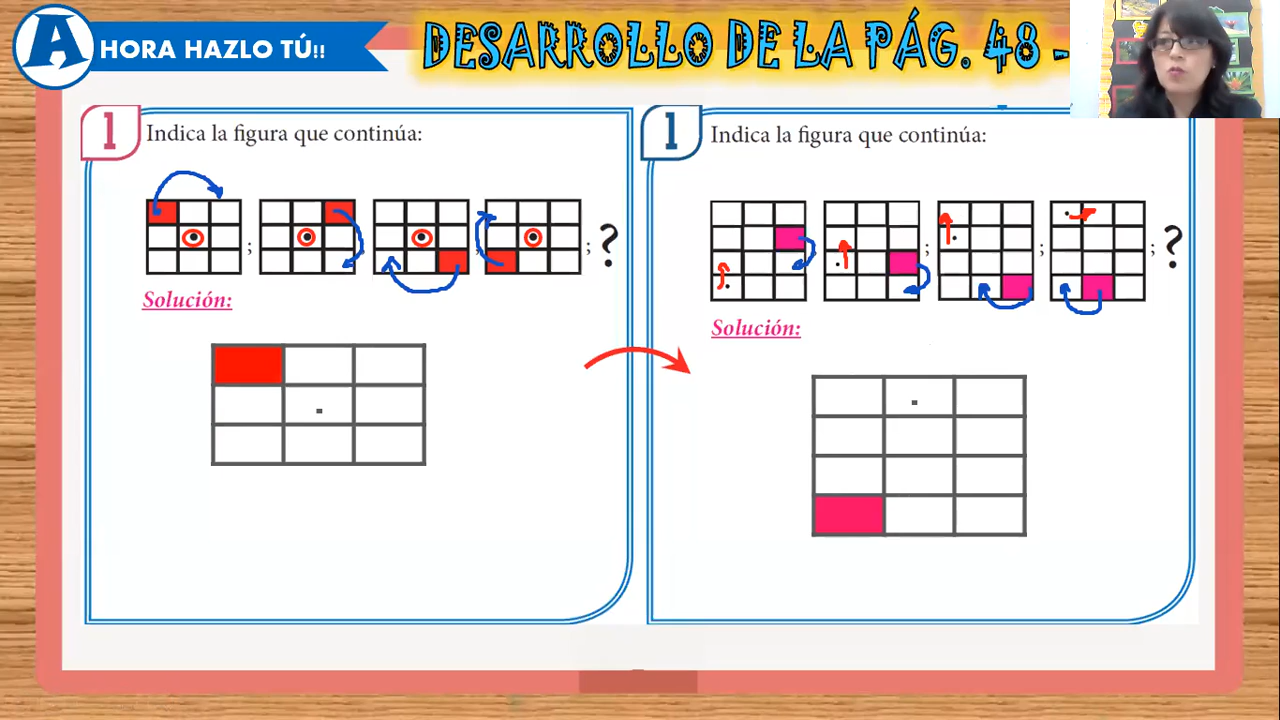 AHORA HAZLO TÚ!!
DESARROLLO DE LA PÁG. 48 -
1
Indica la figura que continúa:
; ; ; ?
Solución:
1
Indica la figura que continúa:
; ; ; ?
Solución: